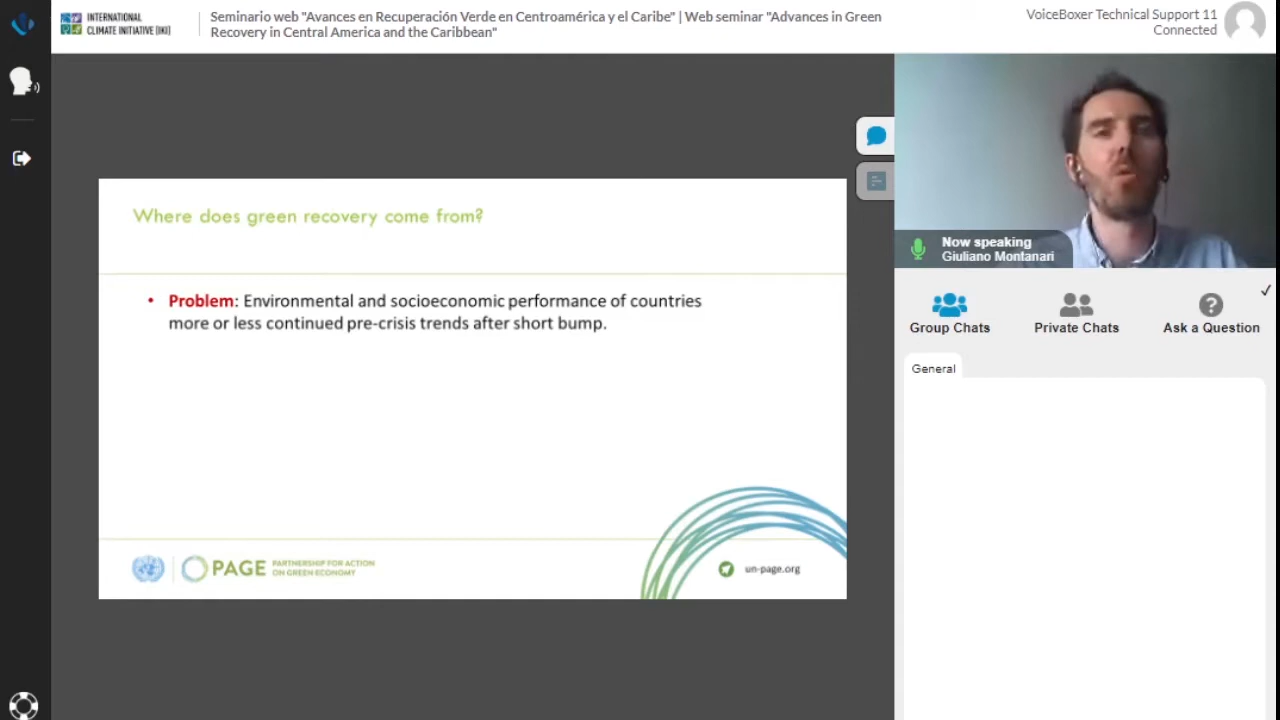 INTERNATIONAL
CLIMATE INITIATIVE (IKI)
Seminario web "Avances en Recuperación Verde en Centroamérica y el Caribe" | Web seminar "Advances in Green
Recovery in Central America and the Caribbean"
VoiceBoxer Technical Support 11
Connected
Where does green recovery come from?
• Problem: Environmental and socioeconomic performance of countries
more or less continued pre-crisis trends after short bump.
PAGE PARTNERSHIP FOR ACTION
ON GREEN ECONOMY
un-page.org
Now speaking
Giuliano Montanari
Group Chats
Private Chats
Ask a Question
General